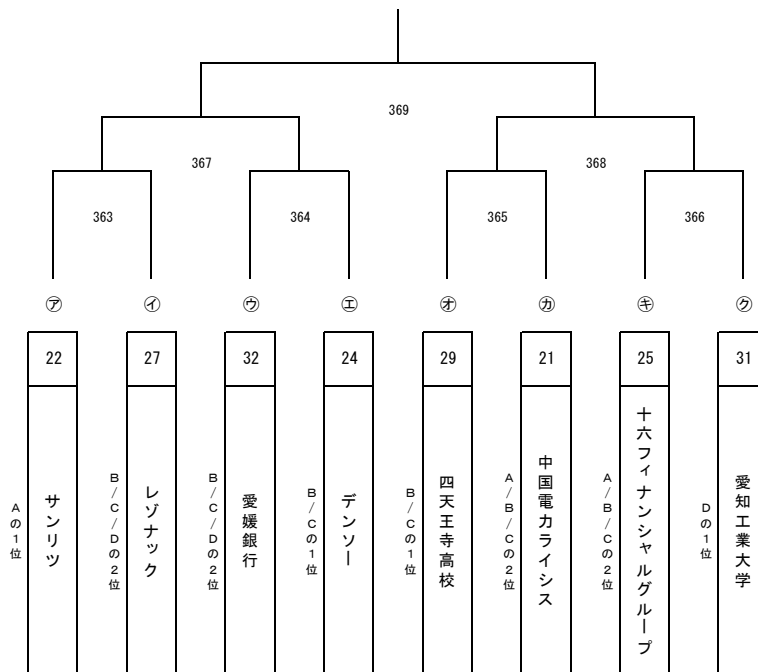 369
367
368
363
364
365
366
㋐
㋑
㋒
㋓
㋔
㋕
㋖
㋗
22
27
32
24
29
21
25
31
Aの1位
サンリツ
B/C/Dの2位
レゾナック
B/C/Dの2位
愛媛銀行
B/Cの1位
デンソー
B/Cの1位
四天王寺高校
A/B/Cの2位
中国電力ライシス
A/B/Cの2位
十六フィナンシャルグループ
Dの1位
愛知工業大学